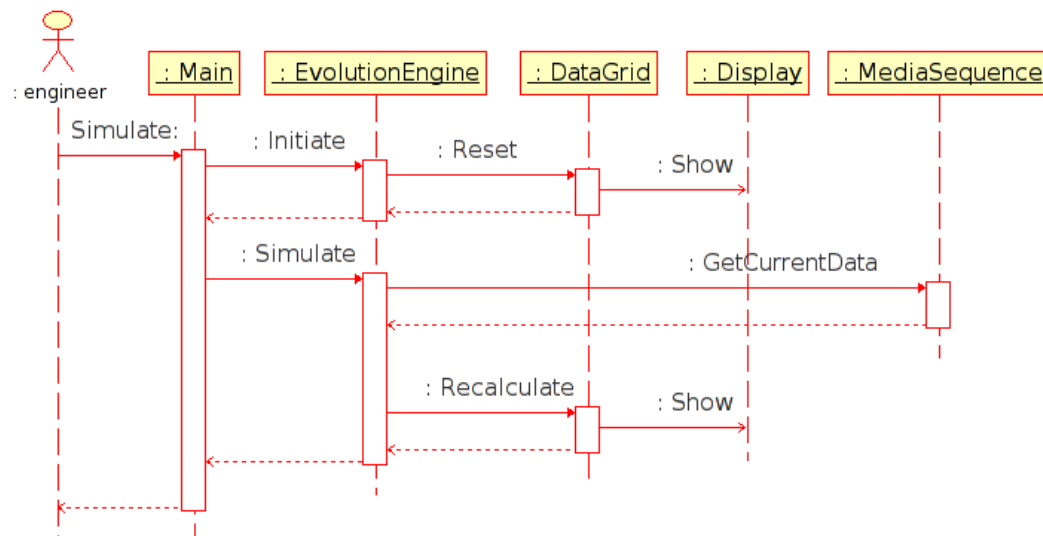 : Main
: EvolutionEngine
: DataGrid
: Display
: MediaSequence
: engineer
Simulate:
: Initiate
: Reset
: Show
: Simulate
: GetCurrentData
: Recalculate
: Show